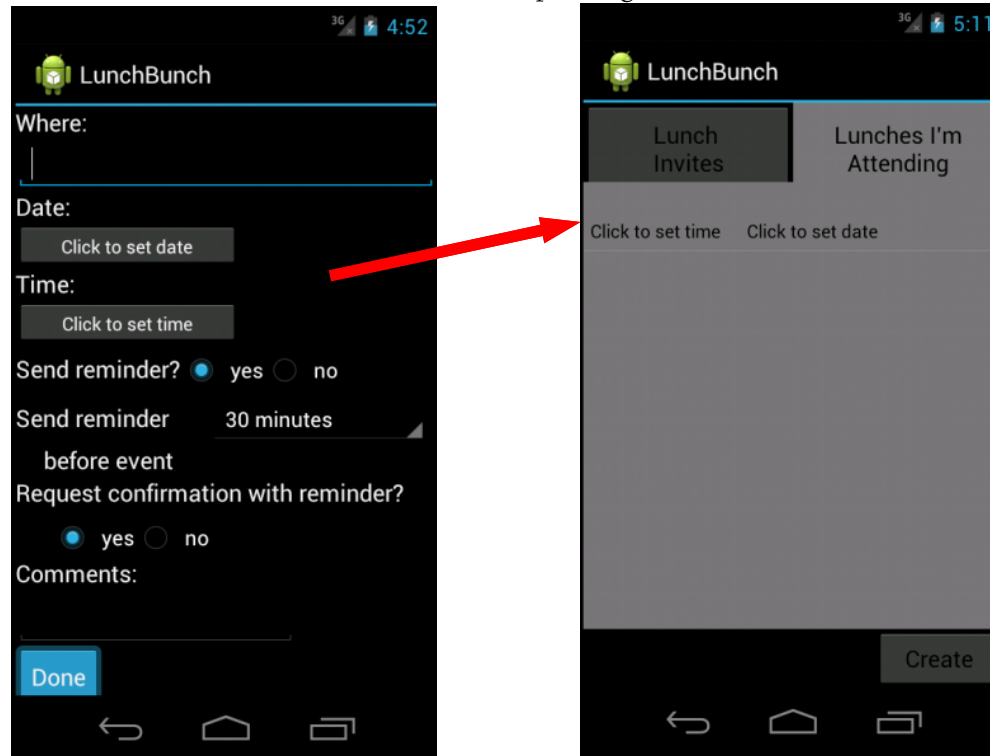 3G 4:52
LunchBunch
Where:
Date:
Click to set date
Time:
Click to set time
Send reminder? yes no
Send reminder 30 minutes
before event
Request confirmation with reminder?
yes no
Comments:
Done
3G 5:11
LunchBunch
Lunch
Invites
Lunches I'm
Attending
Click to set time Click to set date
Create